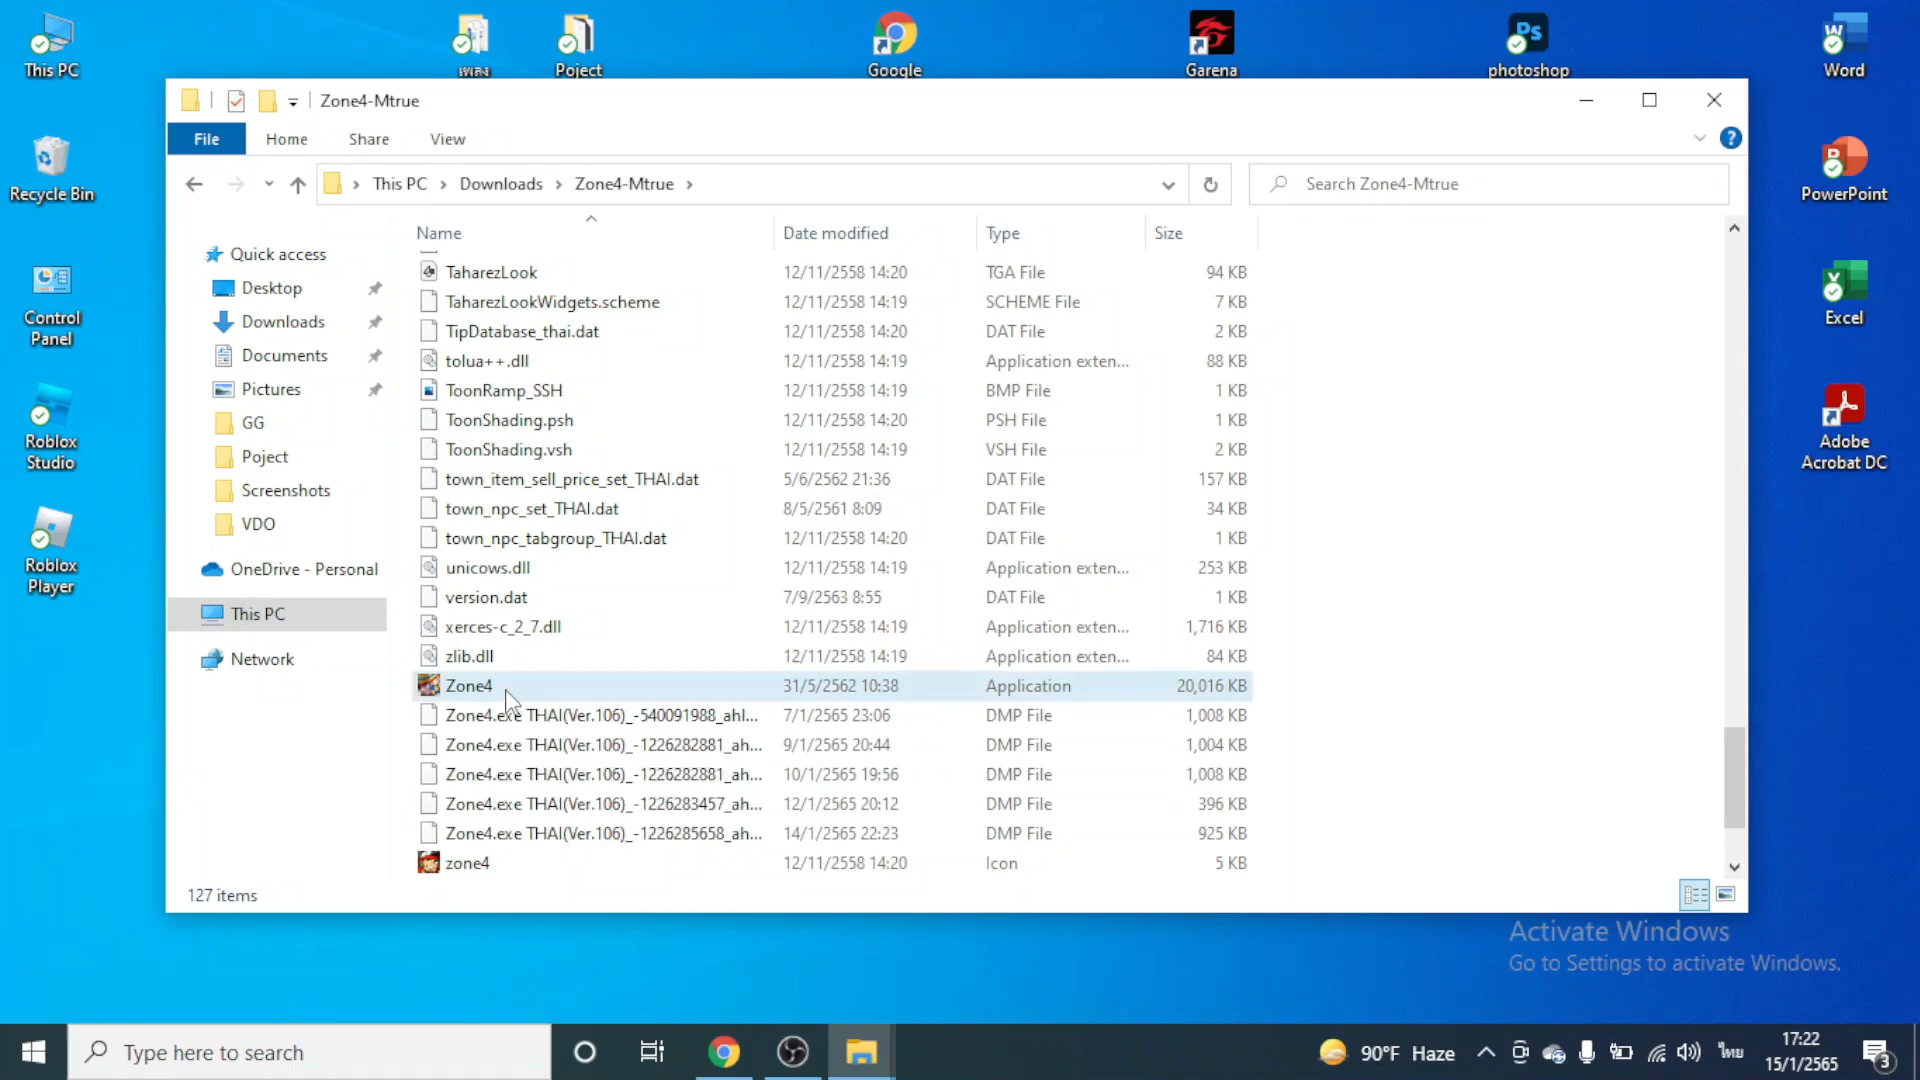 This PC
เพลง
Poject
Google
Garena
photoshop
Word
Zone4-Mtrue
File
Home
Share
View
This PC
Downloads
Zone4-Mtrue
Search Zone4-Mtrue
Recycle Bin
PowerPoint
Control
Panel
Excel
Roblox
Studio
Adobe
Acrobat DC
Roblox
Player
Quick access
Desktop
Downloads
Documents
Pictures
GG
Poject
Screenshots
VDO
OneDrive - Personal
This PC
Network
Name Date modified Type Size
TaharezLook 12/11/2558 14:20 TGA File 94 KB
TaharezLookWidgets.scheme 12/11/2558 14:19 SCHEME File 7 KB
TipDatabase_thai.dat 12/11/2558 14:20 DAT File 2 KB
tolua++.dll 12/11/2558 14:19 Application exten... 88 KB
ToonRamp_SSH 12/11/2558 14:19 BMP File 1 KB
ToonShading.psh 12/11/2558 14:20 PSH File 1 KB
ToonShading.vsh 12/11/2558 14:19 VSH File 2 KB
town_item_sell_price_set_THAI.dat 5/6/2562 21:36 DAT File 157 KB
town_npc_set_THAI.dat 8/5/2561 8:09 DAT File 34 KB
town_npc_tabgroup_THAI.dat 12/11/2558 14:20 DAT File 1 KB
unicows.dll 12/11/2558 14:19 Application exten... 253 KB
version.dat 7/9/2563 8:55 DAT File 1 KB
xerces-c_2_7.dll 12/11/2558 14:19 Application exten... 1,716 KB
zlib.dll 12/11/2558 14:19 Application exten... 84 KB
Zone4 31/5/2562 10:38 Application 20,016 KB
Zone4.exe THAI(Ver.106)_-540091988_ahl... 7/1/2565 23:06 DMP File 1,008 KB
Zone4.exe THAI(Ver.106)_-1226282881_ah... 9/1/2565 20:44 DMP File 1,004 KB
Zone4.exe THAI(Ver.106)_-1226282881_ah... 10/1/2565 19:56 DMP File 1,008 KB
Zone4.exe THAI(Ver.106)_-1226283457_ah... 12/1/2565 20:12 DMP File 396 KB
Zone4.exe THAI(Ver.106)_-1226285658_ah... 14/1/2565 22:23 DMP File 925 KB
zone4 12/11/2558 14:20 Icon 5 KB
127 items
Activate Windows
Go to Settings to activate Windows.
Type here to search
90°F Haze
ไทย
17:22
15/1/2565
3